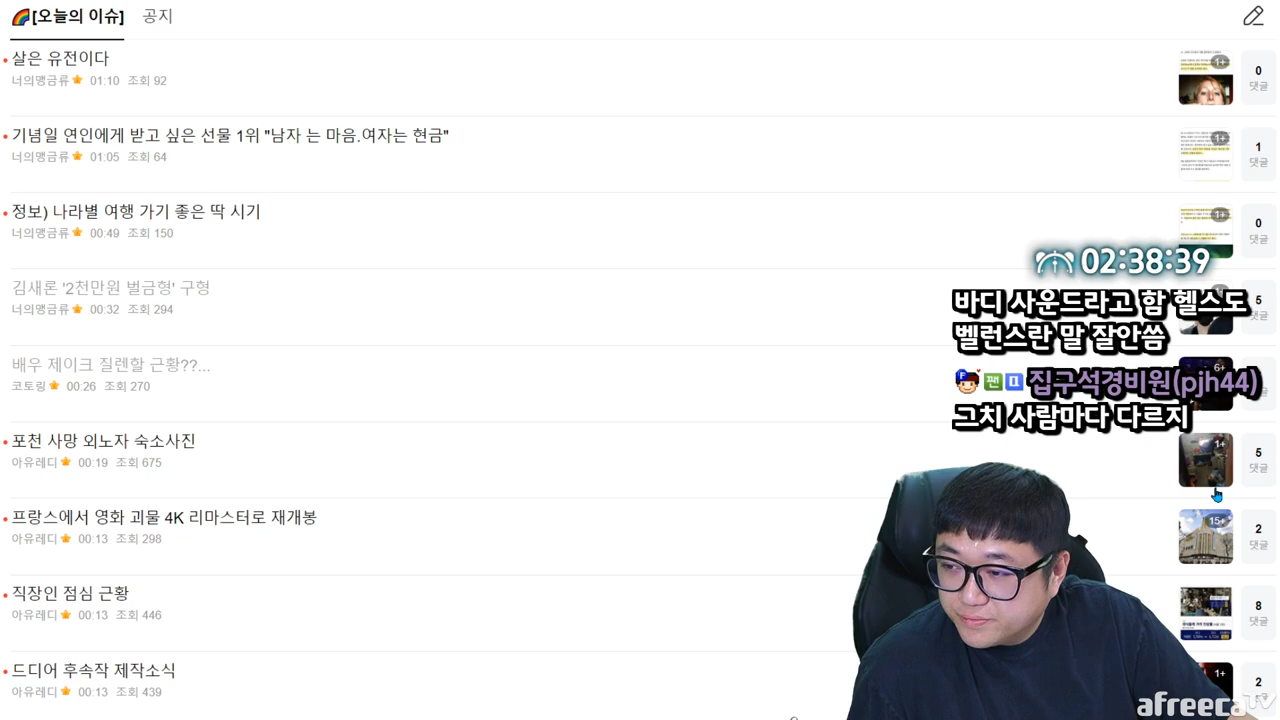 [오늘의 이슈] 공지
살은 유전이다
너의맹금류 01:10 조회 92
1+
0
댓글
기념일 연인에게 받고 싶은 선물 1위 "남자 는 마음.여자는 현금"
너의맹금류 01:05 조회 64
1+
1
댓글
정보) 나라별 여행 가기 좋은 딱 시기
너의맹금류 00:49 조회 150
1+
0
댓글
02:38:39
김새론 '2천만원 벌금형' 구형
너의맹금류 00:32 조회 294
5
댓글
바디 사운드라고 함 헬스도
벨런스란 말 잘안씀
배우 제이크 질렌할 근황??...
코토링 00:26 조회 270
6+
집구석경비원(pjh44)
그치 사람마다 다르지
포천 사망 외노자 숙소사진
아유레디 00:19 조회 675
1+
5
댓글
프랑스에서 영화 괴물 4K 리마스터로 재개봉
아유레디 00:13 조회 298
15+
2
댓글
직장인 점심 근황
아유레디 00:13 조회 446
8
댓글
드디어 후속작 제작소식
아유레디 00:13 조회 439
1+
2
afreecaTV